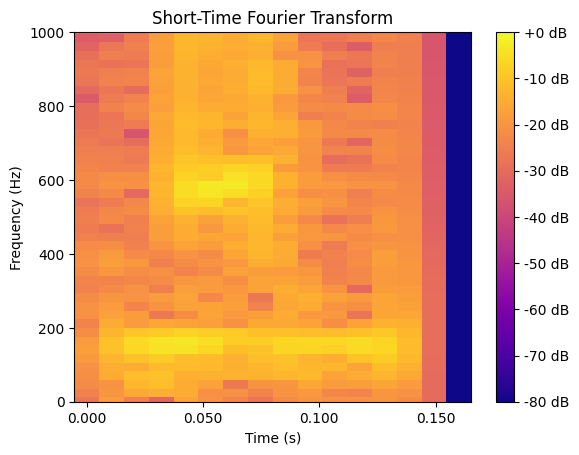 Short-Time Fourier Transform
1000
800
600
400
200
0
Frequency (Hz)
0.000
0.050
0.100
0.150
Time (s)
+0 dB
-10 dB
-20 dB
-30 dB
-40 dB
-50 dB
-60 dB
-70 dB
-80 dB